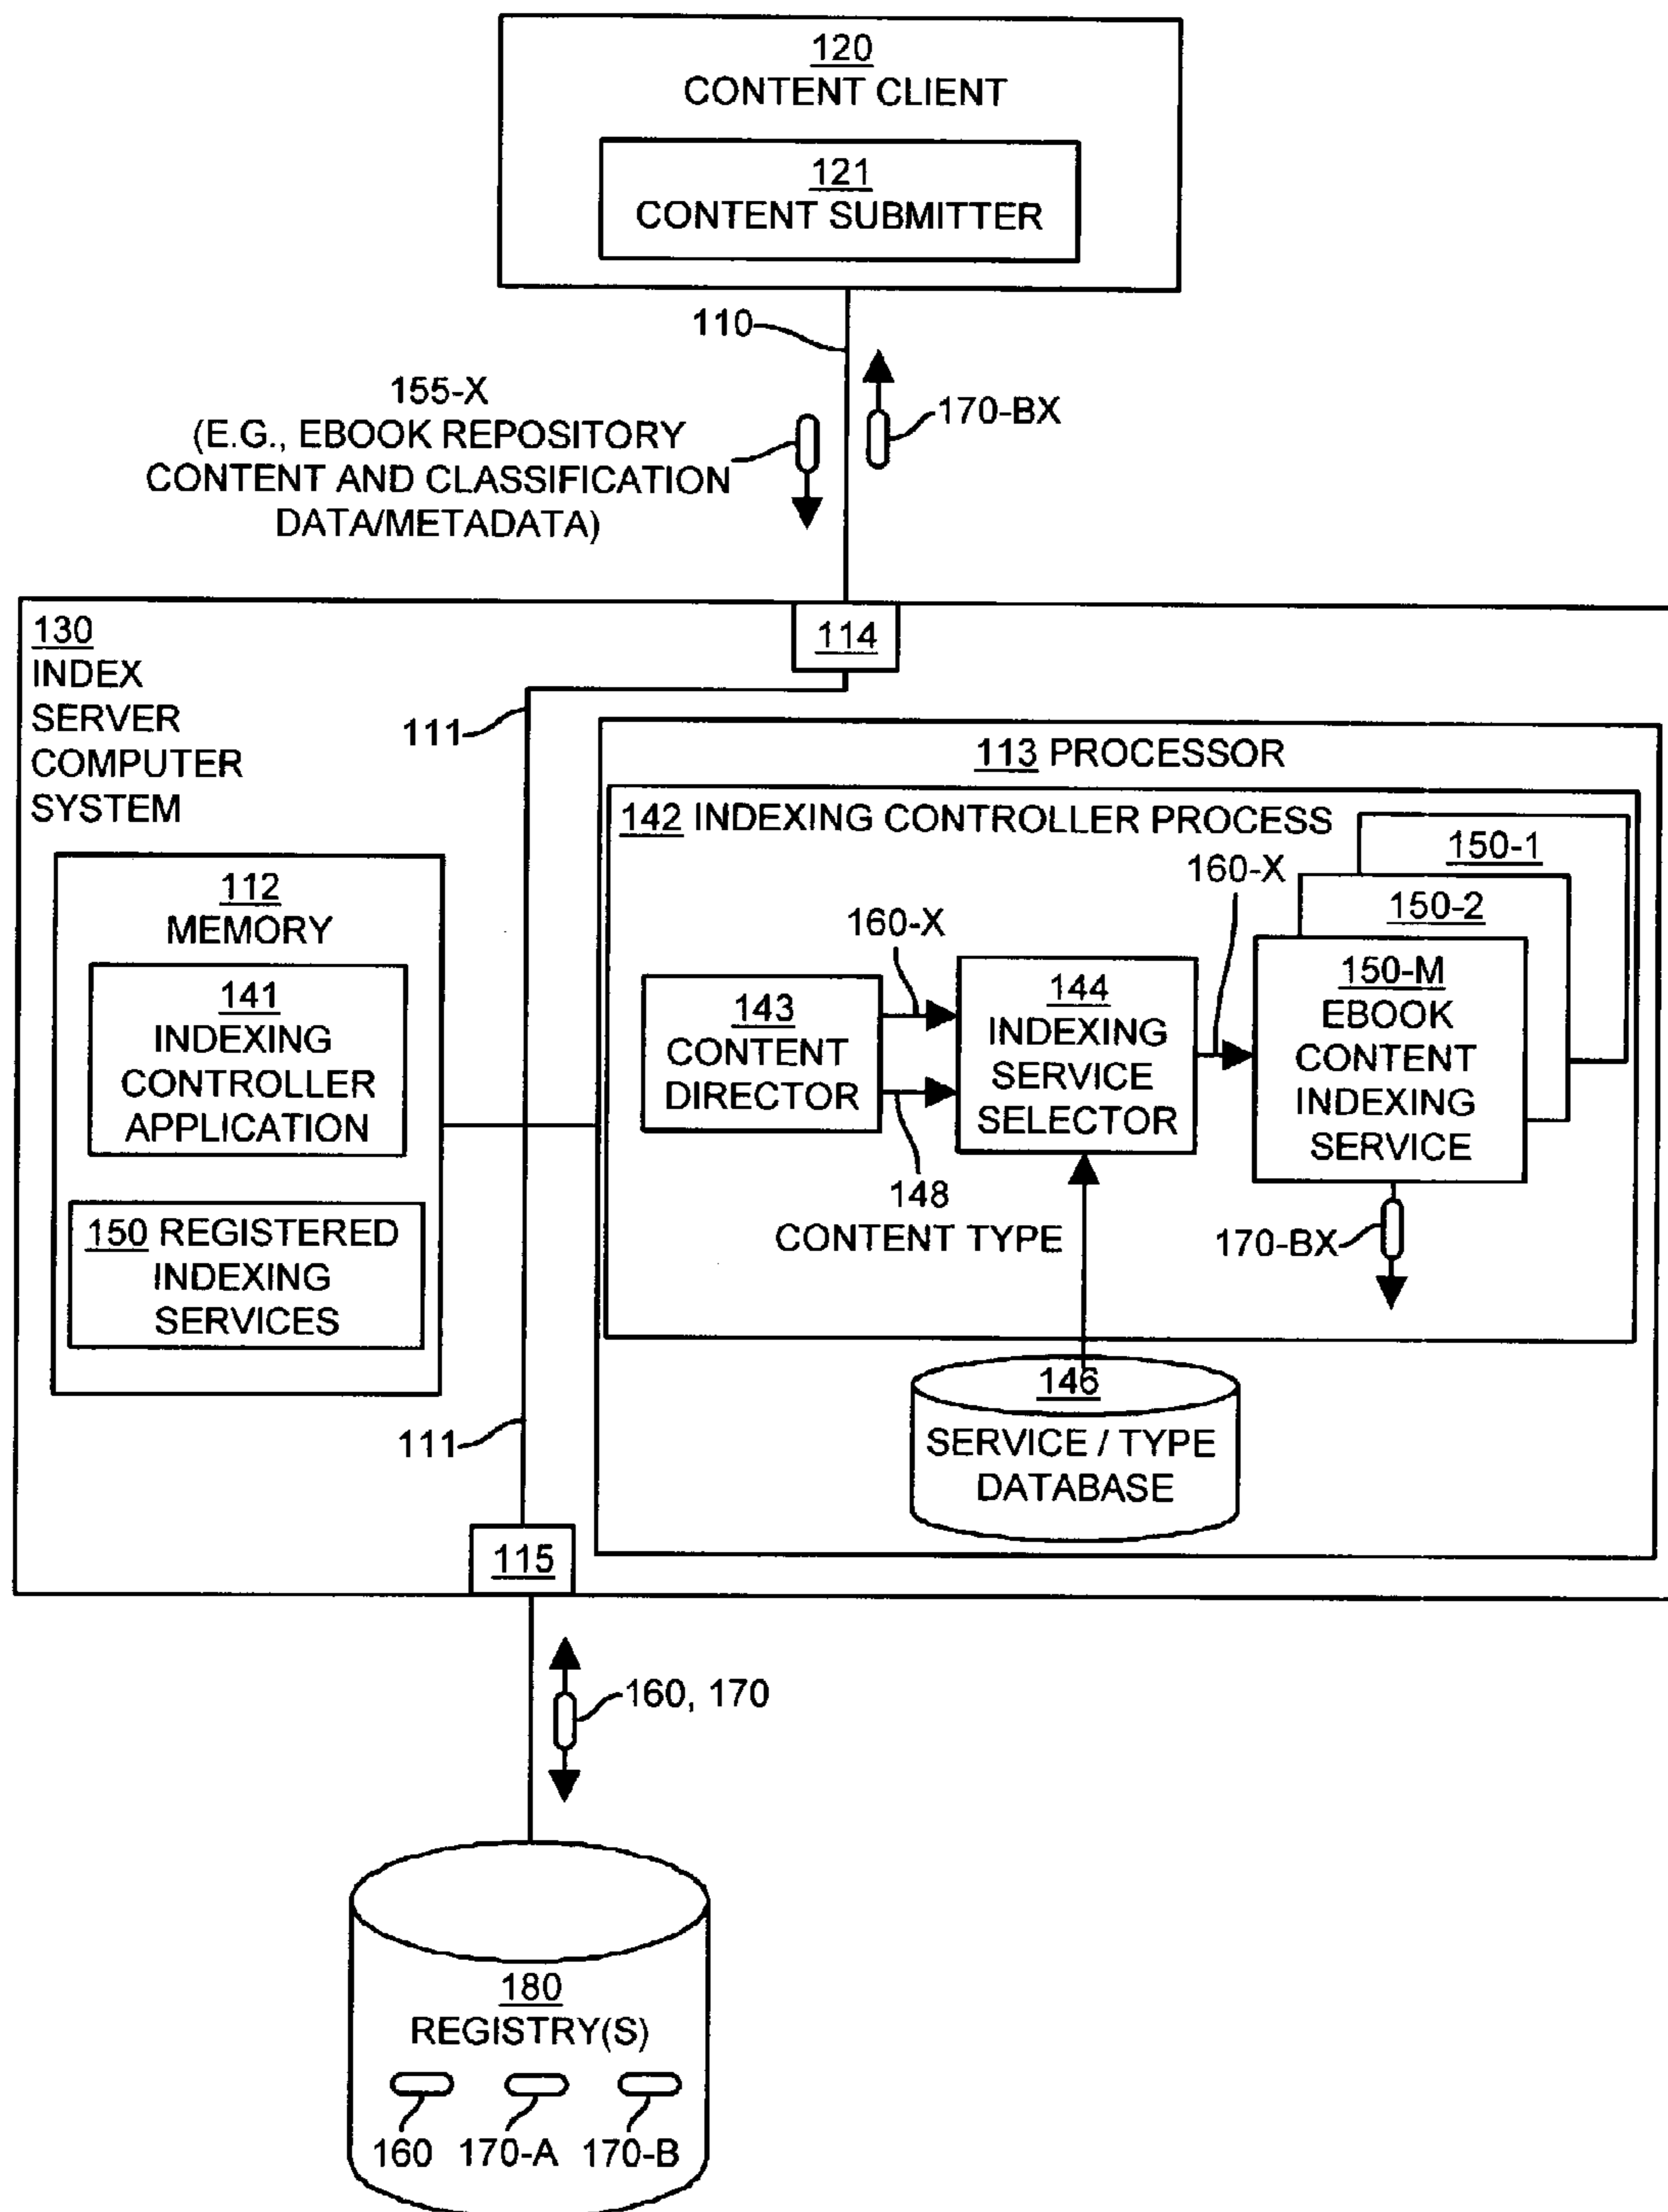 120
CONTENT CLIENT
121
CONTENT SUBMITTER
110
155-X
(E.G., EBOOK REPOSITORY
CONTENT AND CLASSIFICATION
DATA/METADATA)
170-BX
130
INDEX
SERVER
COMPUTER
SYSTEM
114
111
113 PROCESSOR
142 INDEXING CONTROLLER PROCESS
150-1
150-2
160-X
112
MEMORY
141
INDEXING
CONTROLLER
APPLICATION
150 REGISTERED
INDEXING
SERVICES
160-X
143
CONTENT
DIRECTOR
144
INDEXING
SERVICE
SELECTOR
150-M
EBOOK
CONTENT
INDEXING
SERVICE
148
CONTENT TYPE
170-BX
146
SERVICE / TYPE
DATABASE
111
115
160, 170
180
REGISTRY(S)
160
170-A
170-B